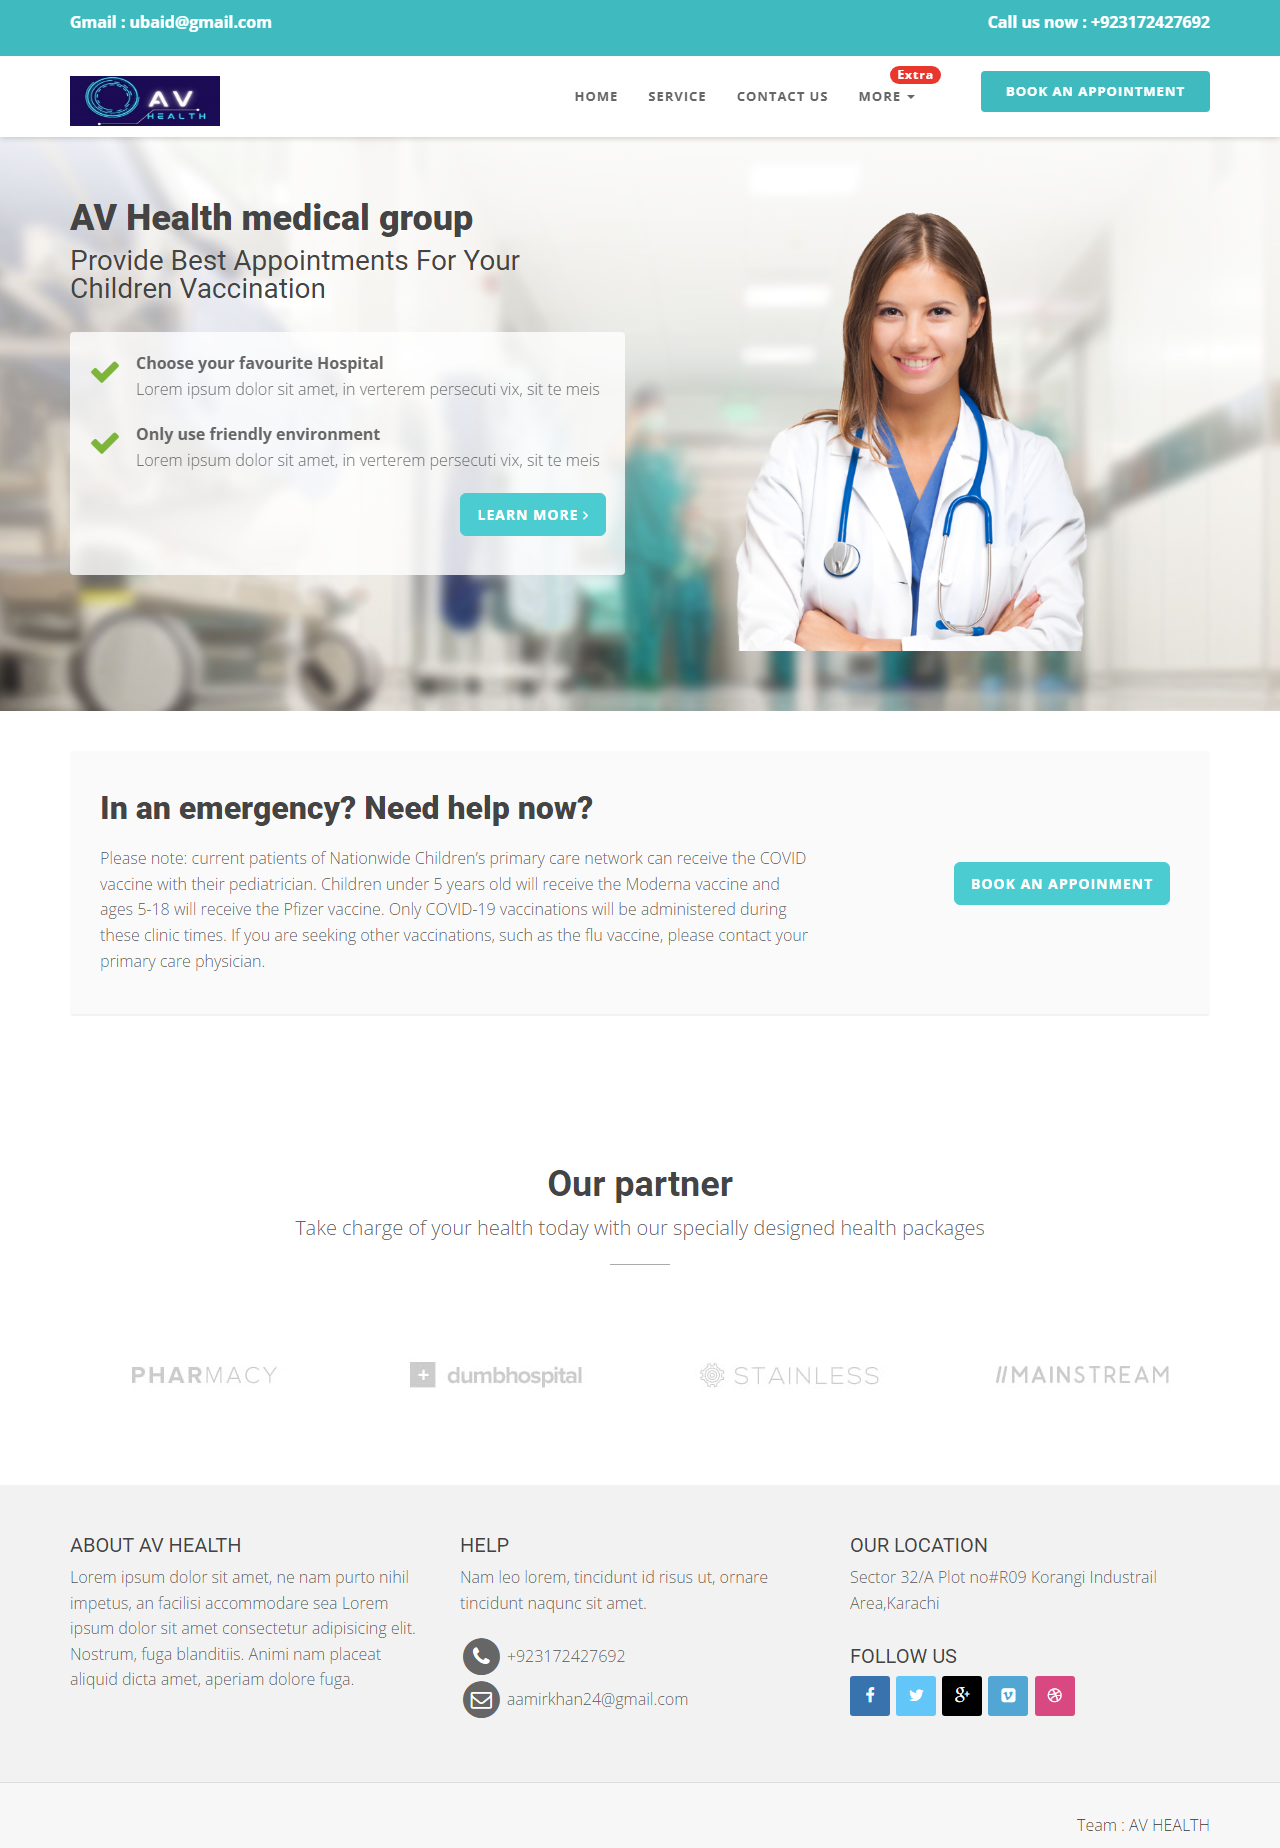 Gmail : ubaid@gmail.com
Call us now : +923172427692
AV
HEALTH
HOME
SERVICE
CONTACT US
MORE
Extra
BOOK AN APPOINTMENT
AV Health medical group
Provide Best Appointments For Your
Children Vaccination
Choose your favourite Hospital
Lorem ipsum dolor sit amet, in verterem persecuti vix, sit te meis
Only use friendly environment
Lorem ipsum dolor sit amet, in verterem persecuti vix, sit te meis
LEARN MORE ›
In an emergency? Need help now?
Please note: current patients of Nationwide Children's primary care network can receive the COVID
vaccine with their pediatrician. Children under 5 years old will receive the Moderna vaccine and
ages 5-18 will receive the Pfizer vaccine. Only COVID-19 vaccinations will be administered during
these clinic times. If you are seeking other vaccinations, such as the flu vaccine, please contact your
primary care physician.
BOOK AN APPOINMENT
Our partner
Take charge of your health today with our specially designed health packages
PHARMACY
dumbhospital
STAINLESS
//MAINSTREAM
ABOUT AV HEALTH
Lorem ipsum dolor sit amet, ne nam purto nihil
impetus, an facilisi accommodare sea Lorem
ipsum dolor sit amet consectetur adipisicing elit.
Nostrum, fuga blanditiis. Animi nam placeat
aliquid dicta amet, aperiam dolore fuga.
HELP
Nam leo lorem, tincidunt id risus ut, ornare
tincidunt naqunc sit amet.
+923172427692
aamirkhan24@gmail.com
OUR LOCATION
Sector 32/A Plot no#R09 Korangi Industrail
Area,Karachi
FOLLOW US
Team : AV HEALTH